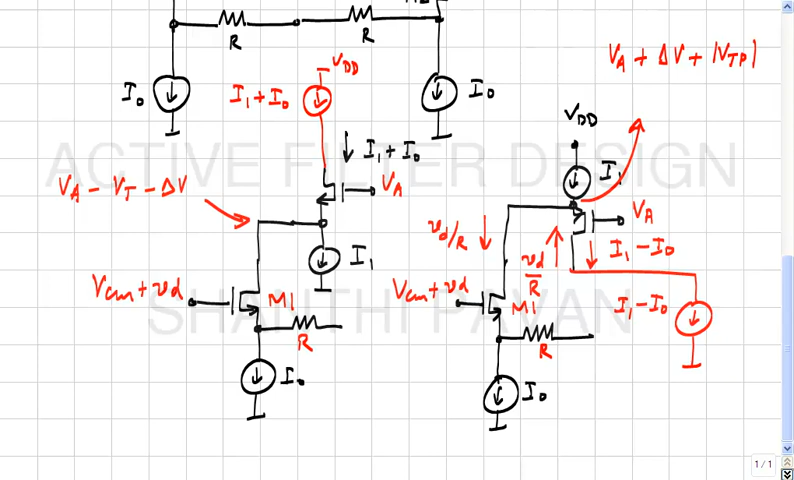 R
R
I0
I0
VDD
I1 + I0
I1 + I0
VA
VA - VT - ΔV
I1
Vcm + vd
M1
R
I0
VA + ΔV + |VTP|
VDD
I1
VA
vd/R
vd/R
I1 - I0
I1 - I0
Vcm + vd
M1
R
I0
ACTIVE FILTER DESIGN
SHANTHI PAVAN
1 / 1